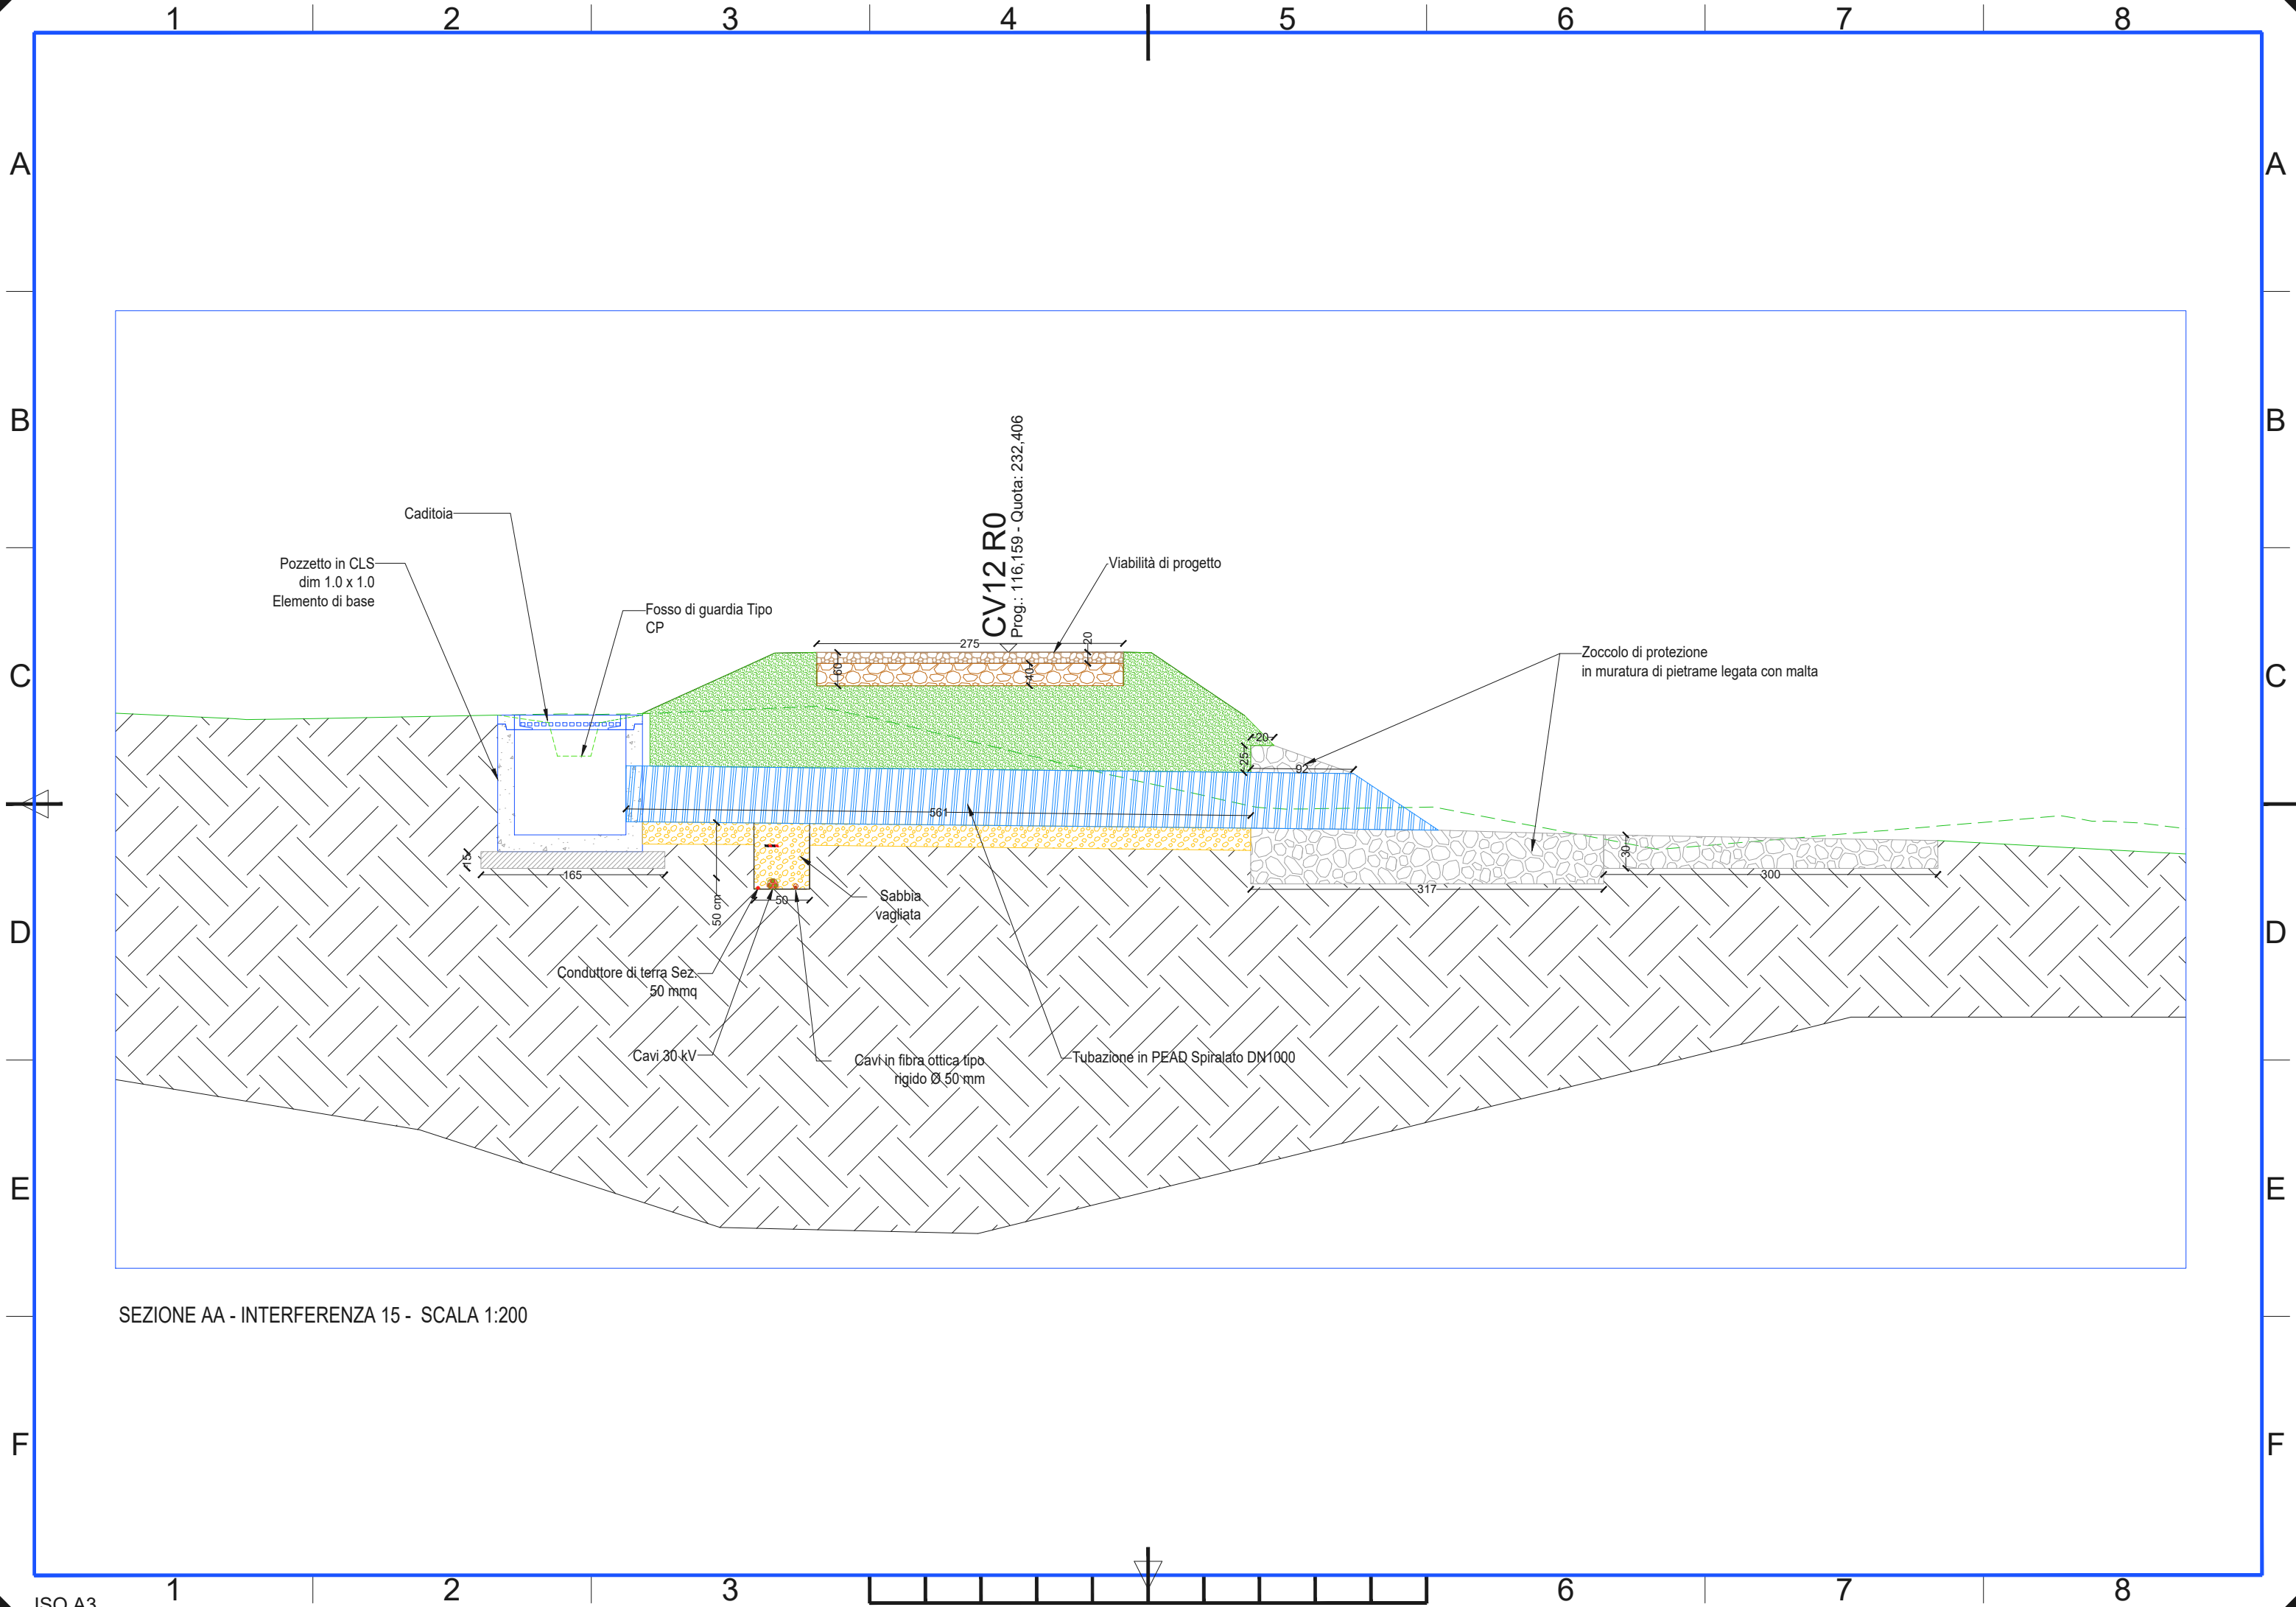 1 2 3 4 5 6 7 8
A A
B B
CV12 R0
Prog.: 116,159 - Quota: 232,406
Caditoia
Pozzetto in CLS
dim 1.0 x 1.0
Elemento di base
Viabilità di progetto
Fosso di guardia Tipo
CP
275
20
60
40
Zoccolo di protezione
in muratura di pietrame legata con malta
C C
20
25
92
561
15
165
30
300
317
50 cm
50
Sabbia
vagliata
D D
Conduttore di terra Sez.
50 mmq
Cavi 30 kV
Cavi in fibra ottica tipo
rigido Ø 50 mm
Tubazione in PEAD Spiralato DN1000
E E
SEZIONE AA - INTERFERENZA 15 - SCALA 1:200
F F
1 2 3 6 7 8
ISO A3